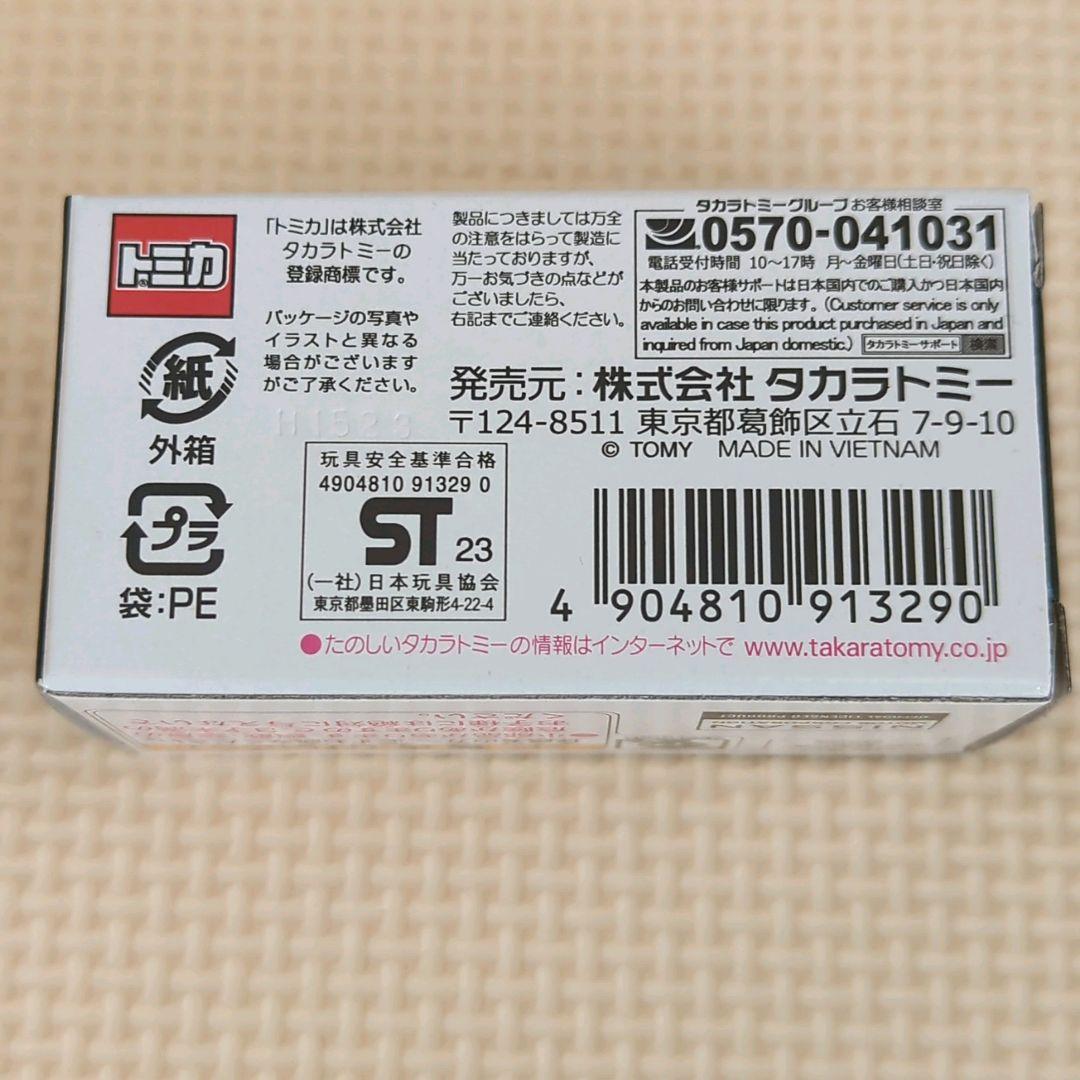 トミカ
®
「トミカ」は株式会社
タカラトミーの
登録商標です。
パッケージの写真や
イラストと異なる
場合がございます
がご了承ください。
H1523
製品につきましては万全
の注意をはらって製造に
当たっておりますが、
万一お気づきの点などが
ございましたら、
右記までご連絡ください。
タカラトミーグループ お客様相談室
0570-041031
電話受付時間 10~17時 月~金曜日(土日・祝日除く)
本製品のお客様サポートは日本国内でのご購入かつ日本国内
からのお問い合わせに限ります。(Customer service is only
available in case this product purchased in Japan and
inquired from Japan domestic.) タカラトミーサポート 検索
発売元:株式会社 タカラトミー
〒124-8511 東京都葛飾区立石 7-9-10
© TOMY MADE IN VIETNAM
紙
外箱
プラ
袋:PE
玩具安全基準合格
4904810 91329 0
ST 23
(一社)日本玩具協会
東京都墨田区東駒形4-22-4
4 904810 913290
●たのしいタカラトミーの情報はインターネットで www.takaratomy.co.jp
OFFICIAL LICENSED PRODUCT
NISSAN